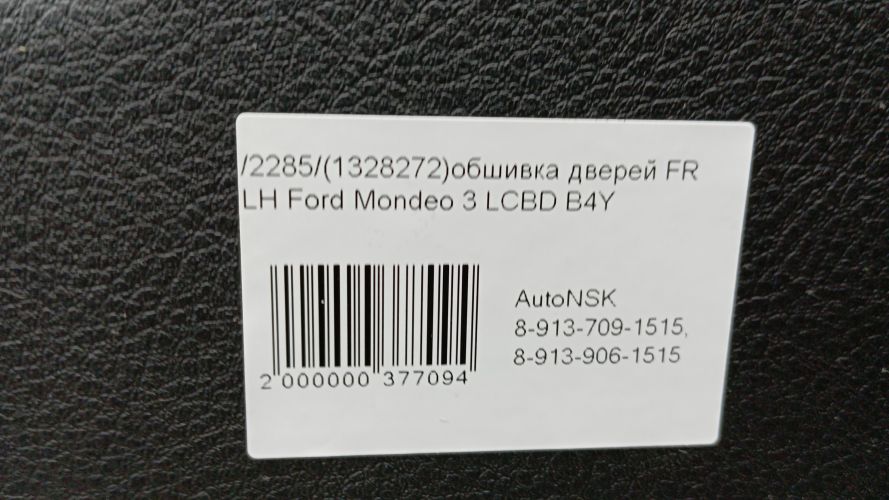 /2285/(1328272)обшивка дверей FR
LH Ford Mondeo 3 LCBD B4Y
AutoNSK
8-913-709-1515,
8-913-906-1515
2 000000 377094